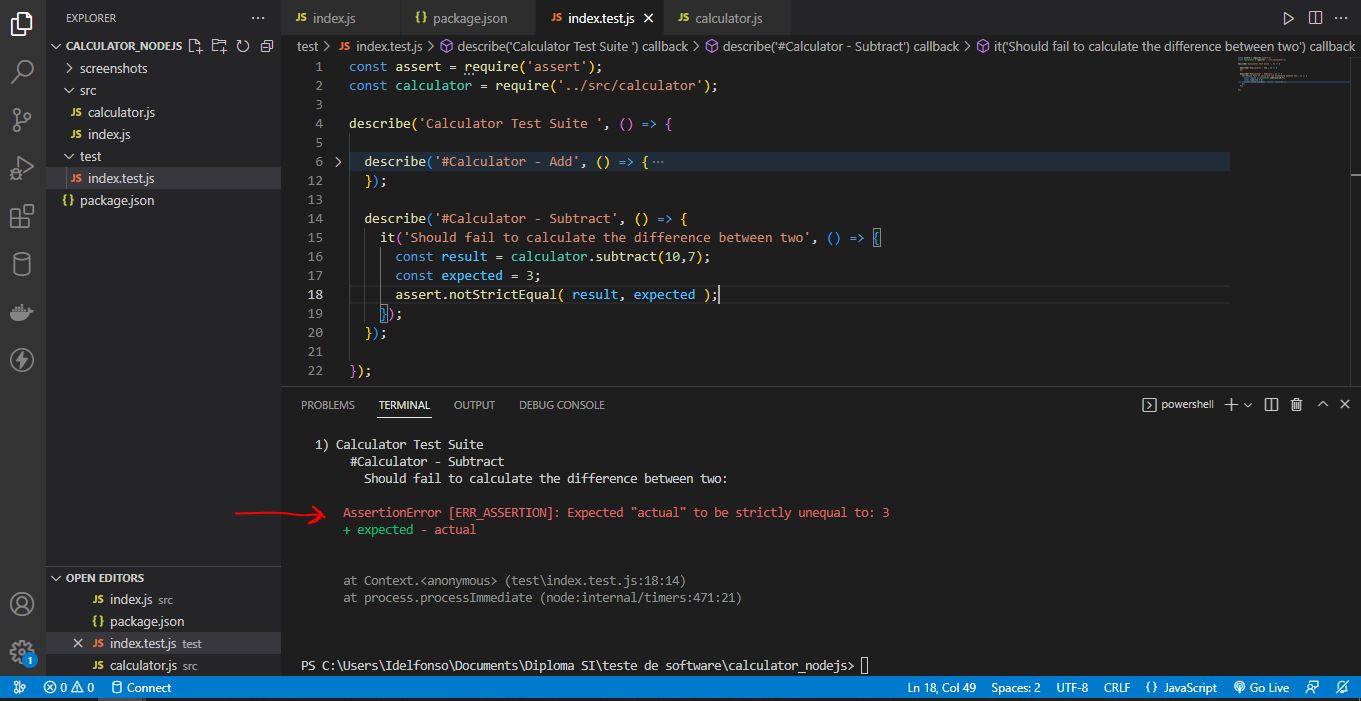 EXPLORER ···
index.js
package.json
index.test.js
calculator.js
CALCULATOR_NODEJS
screenshots
src
JS calculator.js
JS index.js
test
JS index.test.js
{} package.json
test > JS index.test.js > describe('Calculator Test Suite ') callback > describe('#Calculator - Subtract') callback > it('Should fail to calculate the difference between two') callback
1 const assert = require('assert');
2 const calculator = require('../src/calculator');
3
4 describe('Calculator Test Suite ', () => {
5
6 describe('#Calculator - Add', () => {···
12 });
13
14 describe('#Calculator - Subtract', () => {
15 it('Should fail to calculate the difference between two', () => {
16 const result = calculator.subtract(10,7);
17 const expected = 3;
18 assert.notStrictEqual( result, expected );
19 });
20 });
21
22 });
PROBLEMS TERMINAL OUTPUT DEBUG CONSOLE powershell
1) Calculator Test Suite
#Calculator - Subtract
Should fail to calculate the difference between two:
AssertionError [ERR_ASSERTION]: Expected "actual" to be strictly unequal to: 3
+ expected - actual
at Context.<anonymous> (test\index.test.js:18:14)
at process.processImmediate (node:internal/timers:471:21)
PS C:\Users\Idelfonso\Documents\Diploma SI\teste de software\calculator_nodejs>
OPEN EDITORS
JS index.js src
{} package.json
JS index.test.js test
JS calculator.js src
1
0 0 Connect Ln 18, Col 49 Spaces: 2 UTF-8 CRLF {} JavaScript Go Live